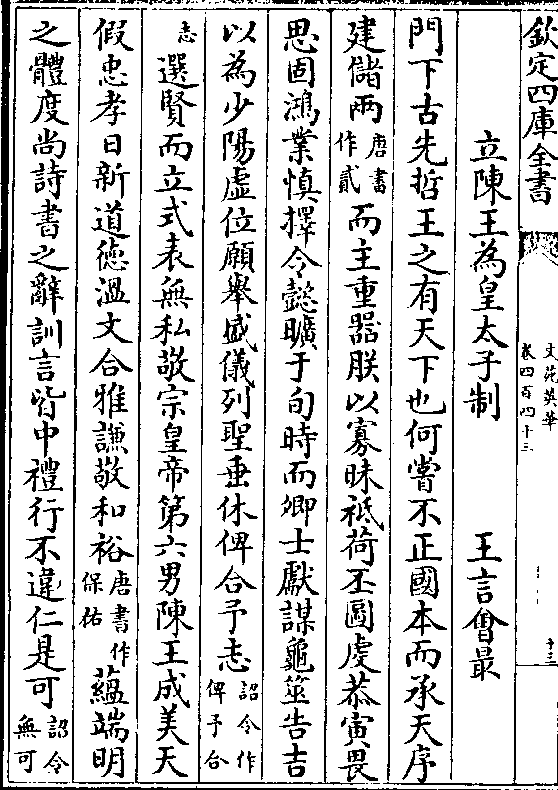 欽定四庫全書
文苑英華
卷四百四十三
十三
立陳王為皇太子制 王言會最
門下古先哲王之有天下也何嘗不正國本而承天序
建儲兩唐書作貳而主重器朕以寡昧祗荷丕圖虔恭寅畏
思固鴻業慎擇令懿曠于旬時而卿士獻謀龜筮告吉
以為少陽虛位願舉盛儀列聖垂休俾合予志詔令作俾予合
志選賢而立式表無私敬宗皇帝第六男陳王成美天
假忠孝日新道徳溫文合雅謙敬和裕唐書作保祐蘊端明
之體度尚詩書之辭訓言皆中禮行不違仁是可詔令無可